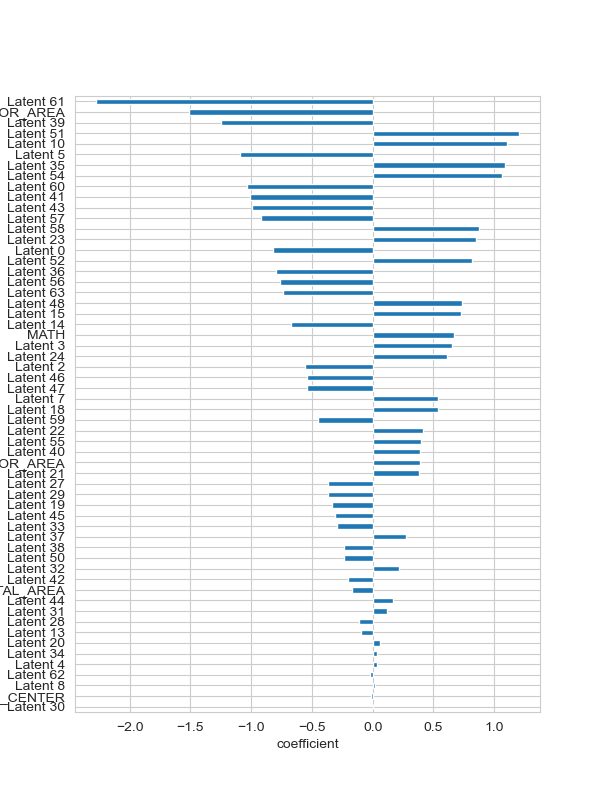 Latent 61
OR_AREA
Latent 39
Latent 51
Latent 10
Latent 5
Latent 35
Latent 54
Latent 60
Latent 41
Latent 43
Latent 57
Latent 58
Latent 23
Latent 0
Latent 52
Latent 36
Latent 56
Latent 63
Latent 48
Latent 15
Latent 14
MATH
Latent 3
Latent 24
Latent 2
Latent 46
Latent 47
Latent 7
Latent 18
Latent 59
Latent 22
Latent 55
Latent 40
OR_AREA
Latent 21
Latent 27
Latent 29
Latent 19
Latent 45
Latent 33
Latent 37
Latent 38
Latent 50
Latent 32
Latent 42
TAL_AREA
Latent 44
Latent 31
Latent 28
Latent 13
Latent 20
Latent 34
Latent 4
Latent 62
Latent 8
_CENTER
Latent 30
−2.0 −1.5 −1.0 −0.5 0.0 0.5 1.0
coefficient